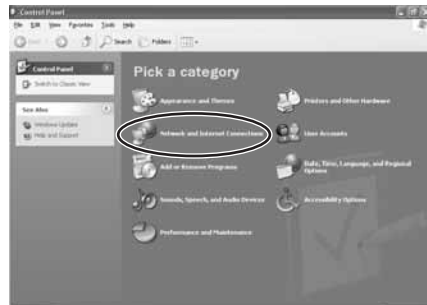 Control Panel
File Edit View Favorites Tools Help
Search Folders
Control Panel
Switch to Classic View
See Also
Windows Update
Help and Support
Pick a category
Appearance and Themes
Printers and Other Hardware
Network and Internet Connections
User Accounts
Add or Remove Programs
Date, Time, Language, and Regional
Options
Sounds, Speech, and Audio Devices
Accessibility Options
Performance and Maintenance